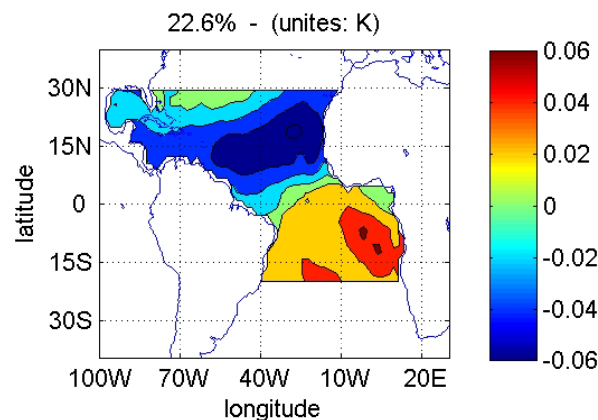 22.6% - (unites: K)
30N
15N
0
15S
30S
latitude
100W 70W 40W 10W 20E
longitude
0.06
0.04
0.02
0
-0.02
-0.04
-0.06